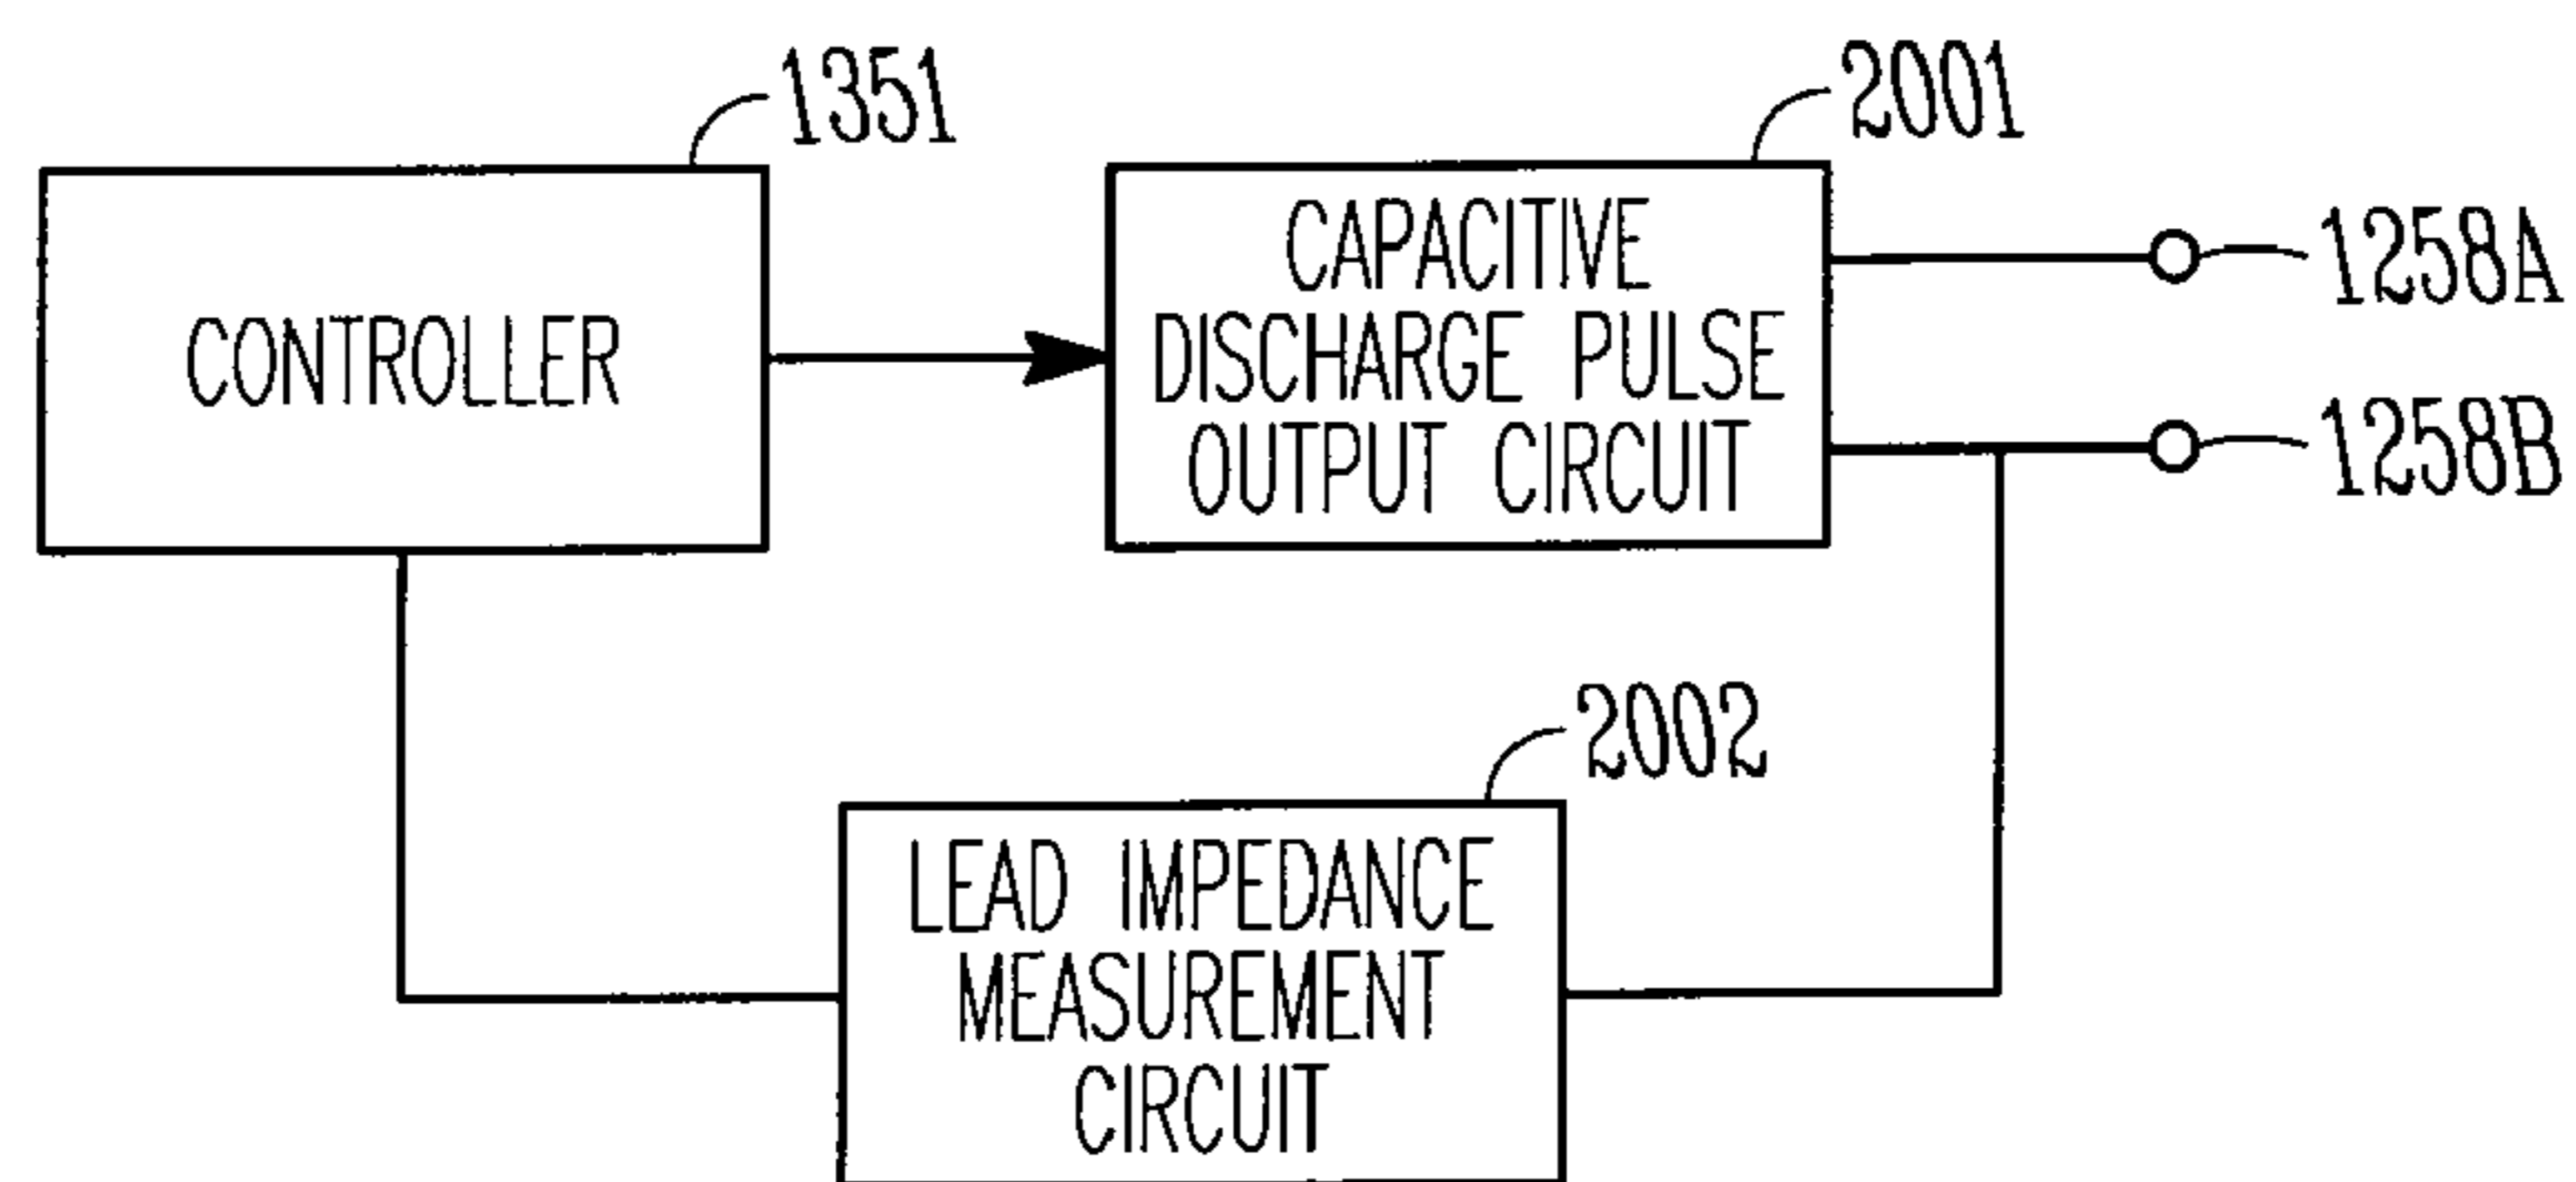 1351
2001
CONTROLLER
CAPACITIVE
DISCHARGE PULSE
OUTPUT CIRCUIT
1258A
1258B
2002
LEAD IMPEDANCE
MEASUREMENT
CIRCUIT